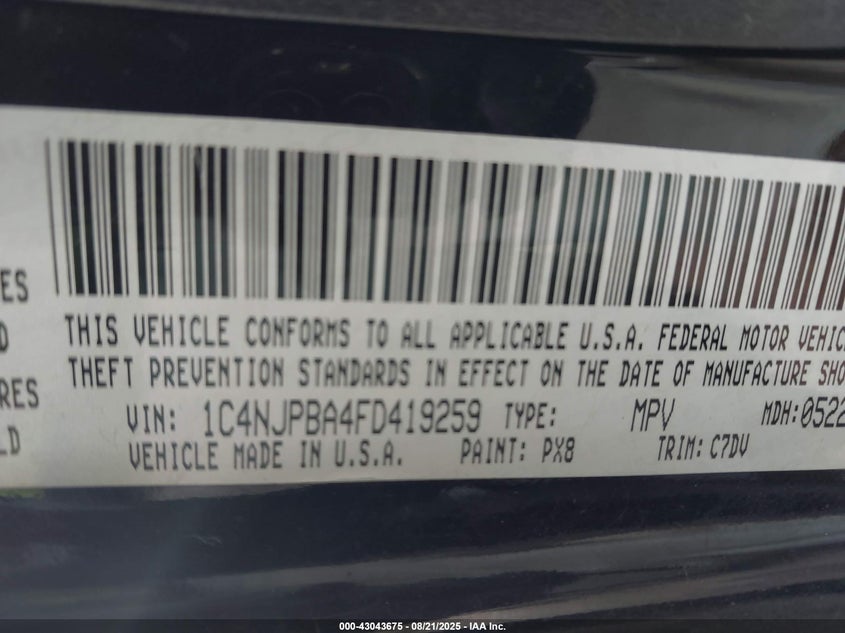 ES
D
RES
LD
THIS VEHICLE CONFORMS TO ALL APPLICABLE U.S.A. FEDERAL MOTOR VEHIC
THEFT PREVENTION STANDARDS IN EFFECT ON THE DATE OF MANUFACTURE SHO
VIN: 1C4NJPBA4FD419259 TYPE: MPV MDH:0522
VEHICLE MADE IN U.S.A. PAINT: PX8 TRIM: C7DV
000-43043675 - 08/21/2025 - IAA Inc.